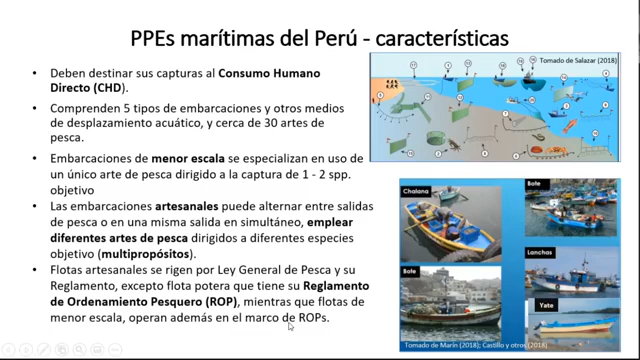 PPEs marítimas del Perú - características
Tomado de Salazar (2018)
• Deben destinar sus capturas al Consumo Humano
Directo (CHD).
• Comprenden 5 tipos de embarcaciones y otros medios
de desplazamiento acuático, y cerca de 30 artes de
pesca.
• Embarcaciones de menor escala se especializan en uso de
un único arte de pesca dirigido a la captura de 1 - 2 spp.
objetivo
• Las embarcaciones artesanales puede alternar entre salidas
de pesca o en una misma salida en simultáneo, emplear
diferentes artes de pesca dirigidos a diferentes especies
objetivo (multipropósitos).
• Flotas artesanales se rigen por Ley General de Pesca y su
Reglamento, excepto flota potera que tiene su Reglamento
de Ordenamiento Pesquero (ROP), mientras que flotas de
menor escala, operan además en el marco de ROPs.
Chalana
Bote
Bote
Lanchas
Yate
Tomado de Marín (2018); Castillo y otros (2018)